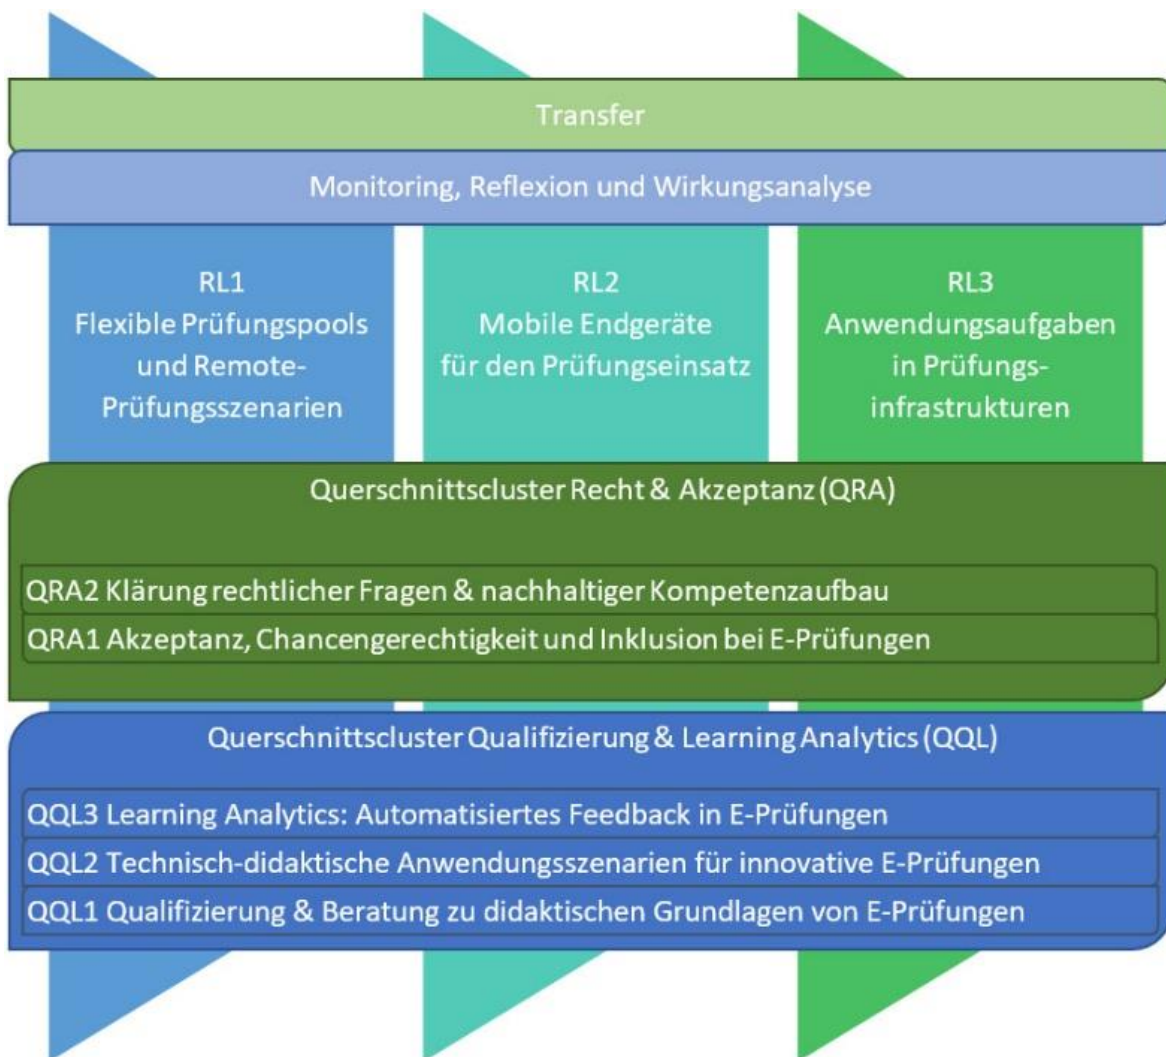 Transfer
Monitoring, Reflexion und Wirkungsanalyse
RL1
Flexible Prüfungspools
und Remote-
Prüfungsszenarien
RL2
Mobile Endgeräte
für den Prüfungseinsatz
RL3
Anwendungsaufgaben
in Prüfungs-
infrastrukturen
Querschnittscluster Recht & Akzeptanz (QRA)
QRA2 Klärung rechtlicher Fragen & nachhaltiger Kompetenzaufbau
QRA1 Akzeptanz, Chancengerechtigkeit und Inklusion bei E-Prüfungen
Querschnittscluster Qualifizierung & Learning Analytics (QQL)
QQL3 Learning Analytics: Automatisiertes Feedback in E-Prüfungen
QQL2 Technisch-didaktische Anwendungsszenarien für innovative E-Prüfungen
QQL1 Qualifizierung & Beratung zu didaktischen Grundlagen von E-Prüfungen